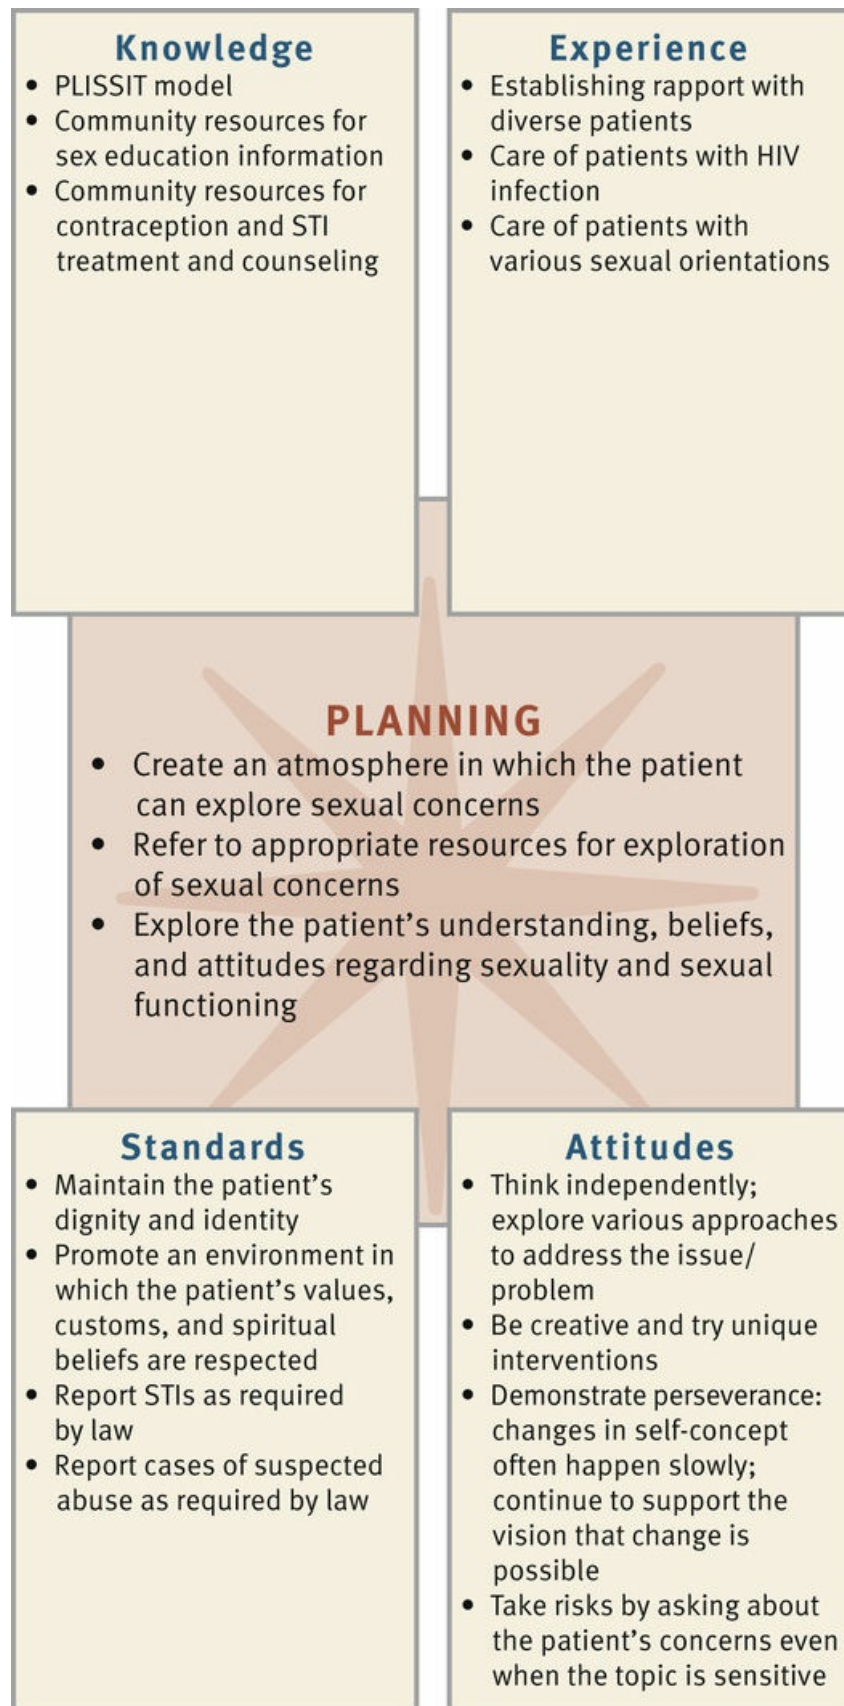 Knowledge
• PLISSIT model
• Community resources for
sex education information
• Community resources for
contraception and STI
treatment and counseling
Experience
• Establishing rapport with
diverse patients
• Care of patients with HIV
infection
• Care of patients with
various sexual orientations
PLANNING
• Create an atmosphere in which the patient
can explore sexual concerns
• Refer to appropriate resources for exploration
of sexual concerns
• Explore the patient’s understanding, beliefs,
and attitudes regarding sexuality and sexual
functioning
Standards
• Maintain the patient’s
dignity and identity
• Promote an environment in
which the patient’s values,
customs, and spiritual
beliefs are respected
• Report STIs as required
by law
• Report cases of suspected
abuse as required by law
Attitudes
• Think independently;
explore various approaches
to address the issue/
problem
• Be creative and try unique
interventions
• Demonstrate perseverance:
changes in self-concept
often happen slowly;
continue to support the
vision that change is
possible
• Take risks by asking about
the patient’s concerns even
when the topic is sensitive